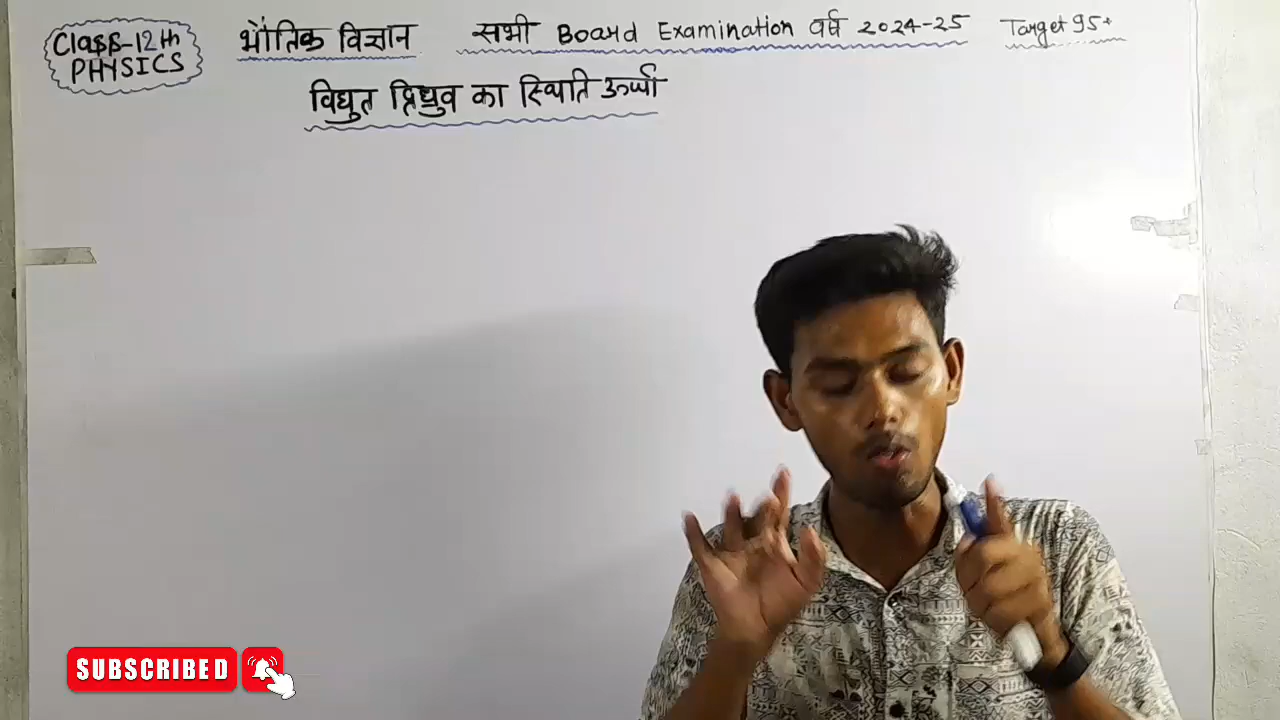 Class-12th PHYSICS
भौतिक विज्ञान सभी Board Examination वर्ष 2024-25 Target 95+
विद्युत द्विध्रुव का स्थिति ऊर्जा
SUBSCRIBED